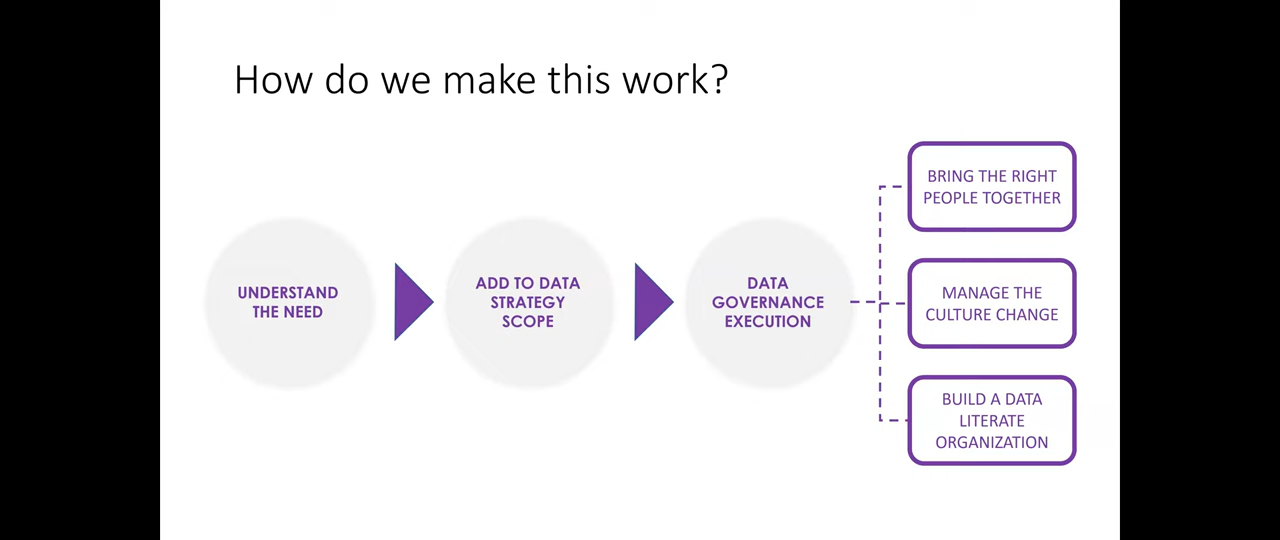 How do we make this work?
UNDERSTAND
THE NEED
ADD TO DATA
STRATEGY
SCOPE
DATA
GOVERNANCE
EXECUTION
BRING THE RIGHT
PEOPLE TOGETHER
MANAGE THE
CULTURE CHANGE
BUILD A DATA
LITERATE
ORGANIZATION